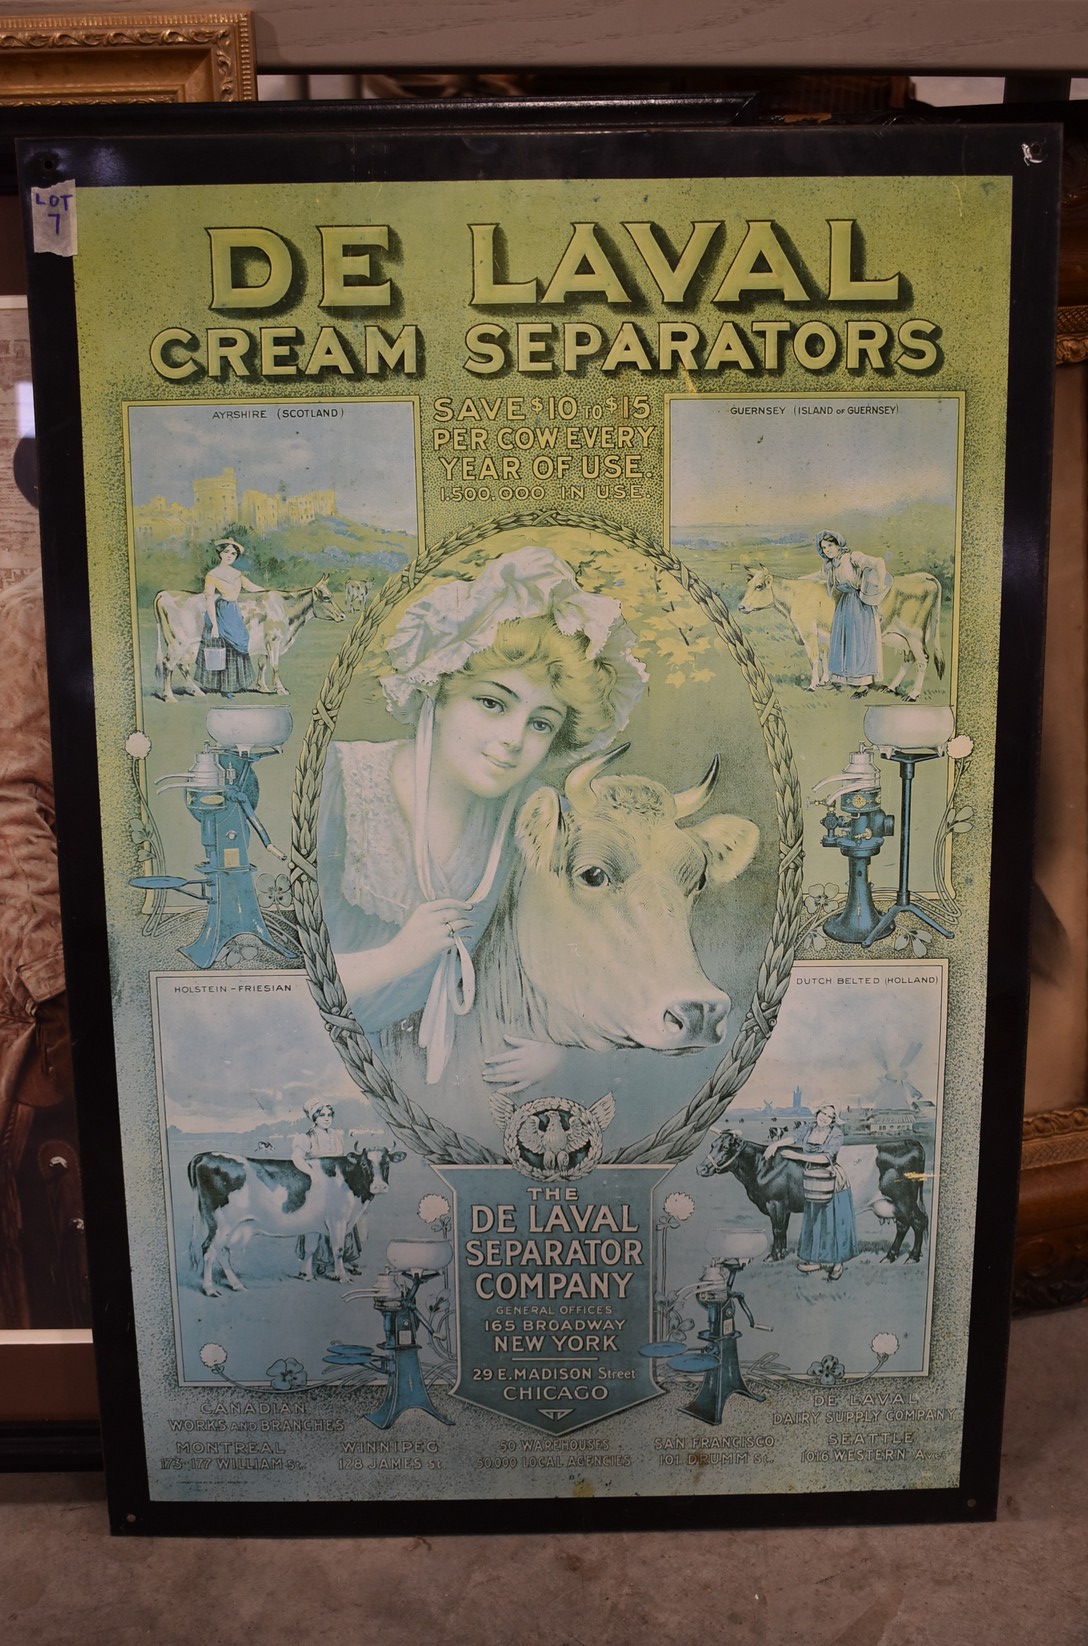 LOT
7
DE LAVAL
CREAM SEPARATORS
AYRSHIRE (SCOTLAND)
SAVE $10 TO $15
PER COW EVERY
YEAR OF USE.
1.500.000 IN USE.
GUERNSEY (ISLAND OF GUERNSEY)
HOLSTEIN-FRIESIAN
DUTCH BELTED (HOLLAND)
THE
DE LAVAL
SEPARATOR
COMPANY
GENERAL OFFICES
165 BROADWAY
NEW YORK
29 E. MADISON Street
CHICAGO
CANADIAN
WORKS AND BRANCHES
MONTREAL
173-177 WILLIAM St.
WINNIPEG
128 JAMES St.
50 WAREHOUSES
50.000 LOCAL AGENCIES
SAN FRANCISCO
101 DRUMM St.
DE LAVAL
DAIRY SUPPLY COMPANY
SEATTLE
1016 WESTERN Ave.